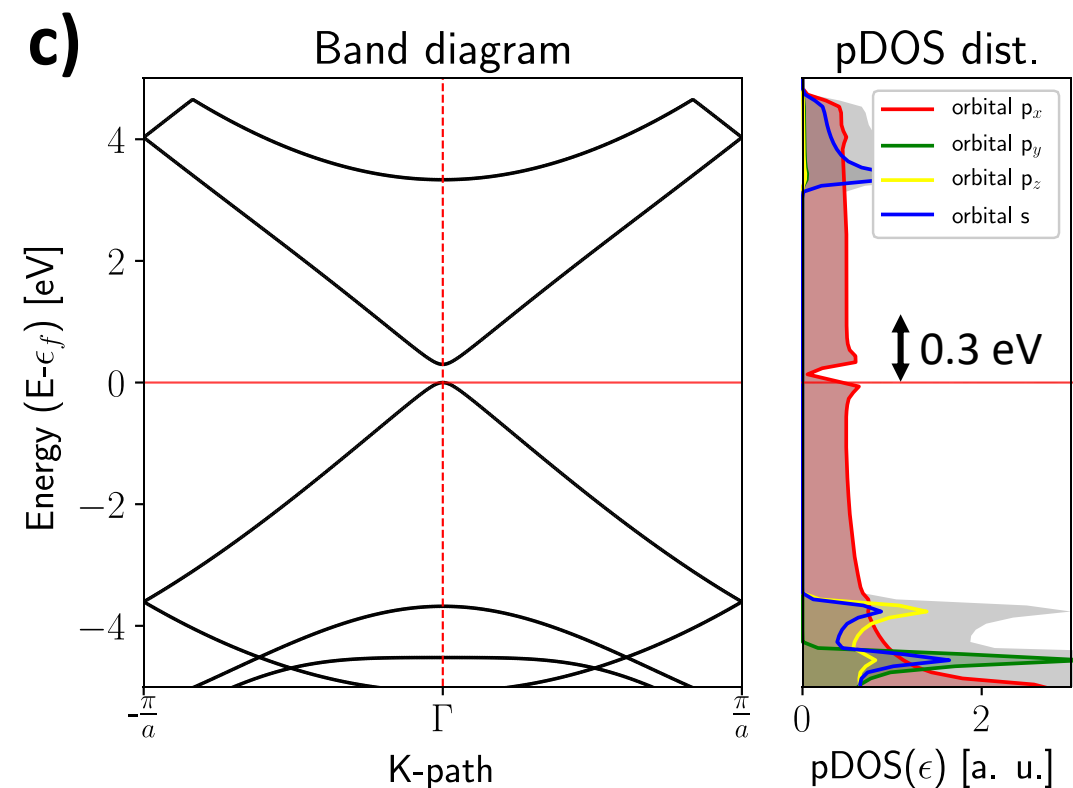 c)
Band diagram
pDOS dist.
Energy (E-ϵ_f) [eV]
4
2
0
−2
−4
-π/a
Γ
π/a
K-path
orbital p_x
orbital p_y
orbital p_z
orbital s
0.3 eV
0
2
pDOS(ϵ) [a. u.]